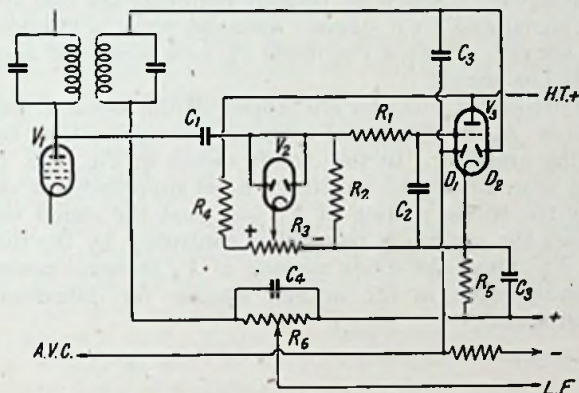 C3
H.T.+
V1
C1
R1
V3
V2
D1 D2
R4
R2
C2
+ R3 -
C4
R5
C3
R6
+
A.V.C.
-
L.F